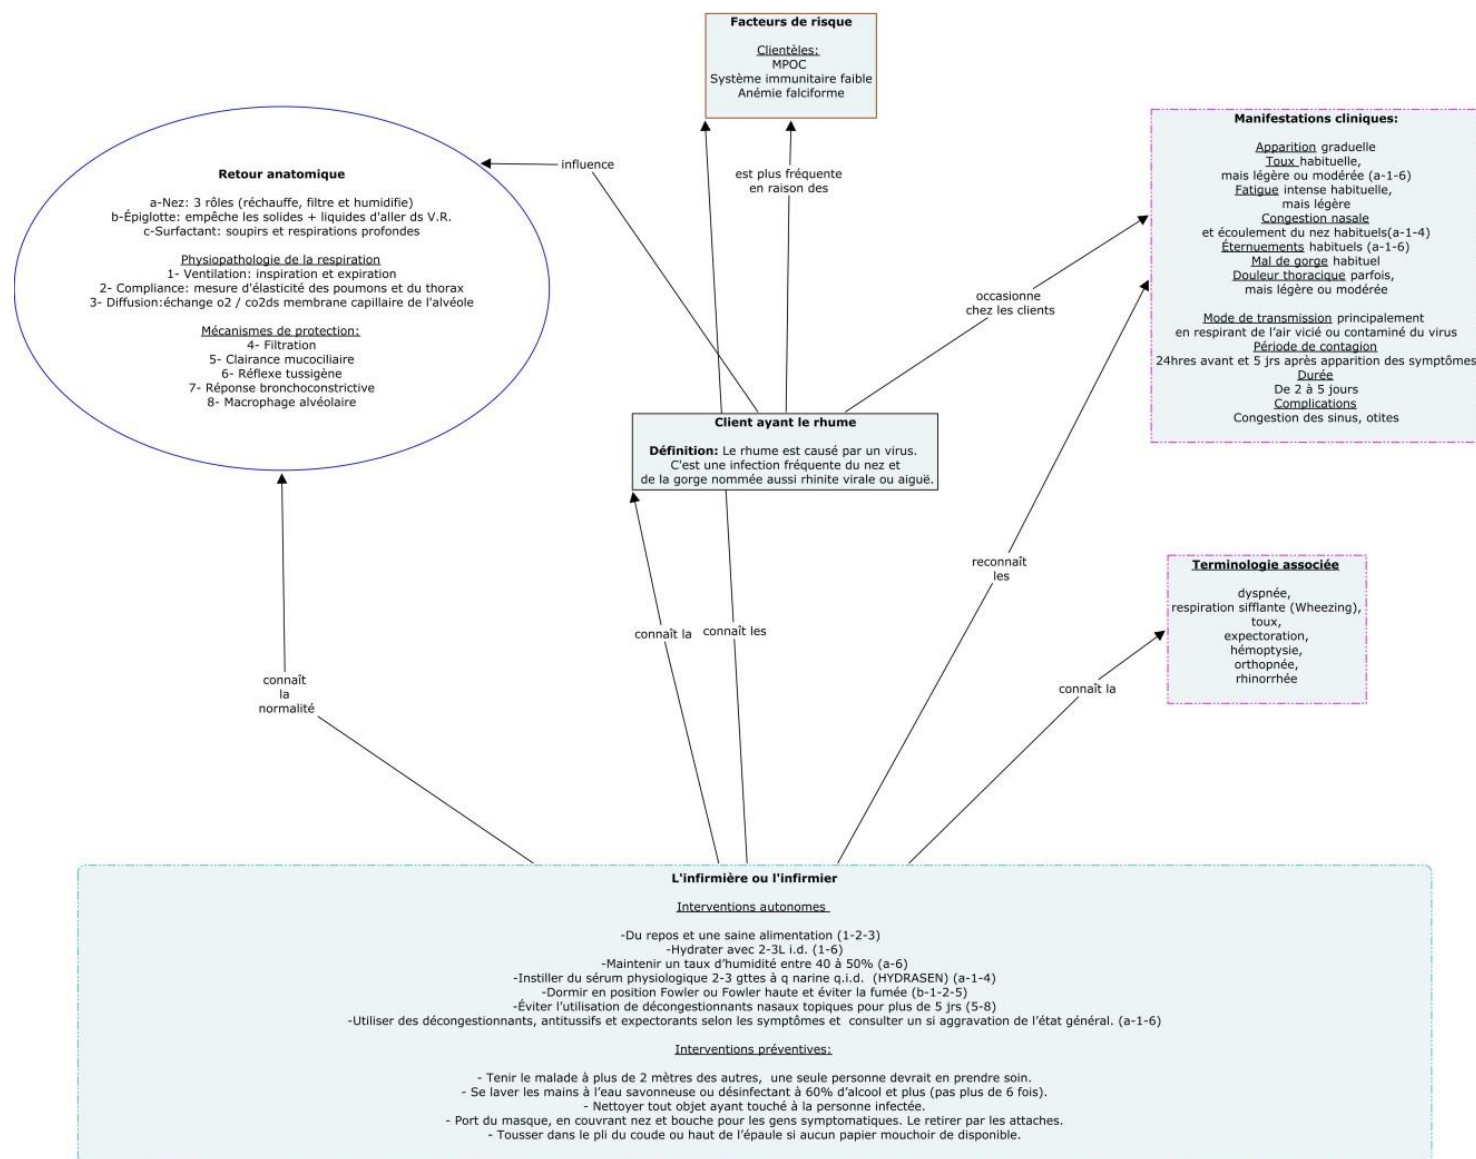 Facteurs de risque
Clientèles:
MPOC
Système immunitaire faible
Anémie falciforme
Manifestations cliniques:
Apparition graduelle
Toux habituelle,
mais légère ou modérée (a-1-6)
Fatigue intense habituelle,
mais légère
Congestion nasale
et écoulement du nez habituels(a-1-4)
Éternuements habituels (a-1-6)
Mal de gorge habituel
Douleur thoracique parfois,
mais légère ou modérée
Mode de transmission principalement
en respirant de l'air vicié ou contaminé du virus
Période de contagion
24hres avant et 5 jrs après apparition des symptômes
Durée
De 2 à 5 jours
Complications
Congestion des sinus, otites
Retour anatomique
a-Nez: 3 rôles (réchauffe, filtre et humidifie)
b-Épiglotte: empêche les solides + liquides d'aller ds V.R.
c-Surfactant: soupirs et respirations profondes
Physiopathologie de la respiration
1- Ventilation: inspiration et expiration
2- Compliance: mesure d'élasticité des poumons et du thorax
3- Diffusion:échange o2 / co2ds membrane capillaire de l'alvéole
Mécanismes de protection:
4- Filtration
5- Clairance mucociliaire
6- Réflexe tussigène
7- Réponse bronchoconstrictive
8- Macrophage alvéolaire
influence
est plus fréquente
en raison des
occasionne
chez les clients
Client ayant le rhume
Définition: Le rhume est causé par un virus.
C'est une infection fréquente du nez et
de la gorge nommée aussi rhinite virale ou aiguë.
reconnaît
les
Terminologie associée
dyspnée,
respiration sifflante (Wheezing),
toux,
expectoration,
hémoptysie,
orthopnée,
rhinorrhée
connaît la
connaît les
connaît la
connaît
la
normalité
L'infirmière ou l'infirmier
Interventions autonomes
-Du repos et une saine alimentation (1-2-3)
-Hydrater avec 2-3L i.d. (1-6)
-Maintenir un taux d'humidité entre 40 à 50% (a-6)
-Instiller du sérum physiologique 2-3 gttes à q narine q.i.d. (HYDRASEN) (a-1-4)
-Dormir en position Fowler ou Fowler haute et éviter la fumée (b-1-2-5)
-Éviter l'utilisation de décongestionnants nasaux topiques pour plus de 5 jrs (5-8)
-Utiliser des décongestionnants, antitussifs et expectorants selon les symptômes et consulter un si aggravation de l'état général. (a-1-6)
Interventions préventives:
- Tenir le malade à plus de 2 mètres des autres, une seule personne devrait en prendre soin.
- Se laver les mains à l'eau savonneuse ou désinfectant à 60% d'alcool et plus (pas plus de 6 fois).
- Nettoyer tout objet ayant touché à la personne infectée.
- Port du masque, en couvrant nez et bouche pour les gens symptomatiques. Le retirer par les attaches.
- Tousser dans le pli du coude ou haut de l'épaule si aucun papier mouchoir de disponible.